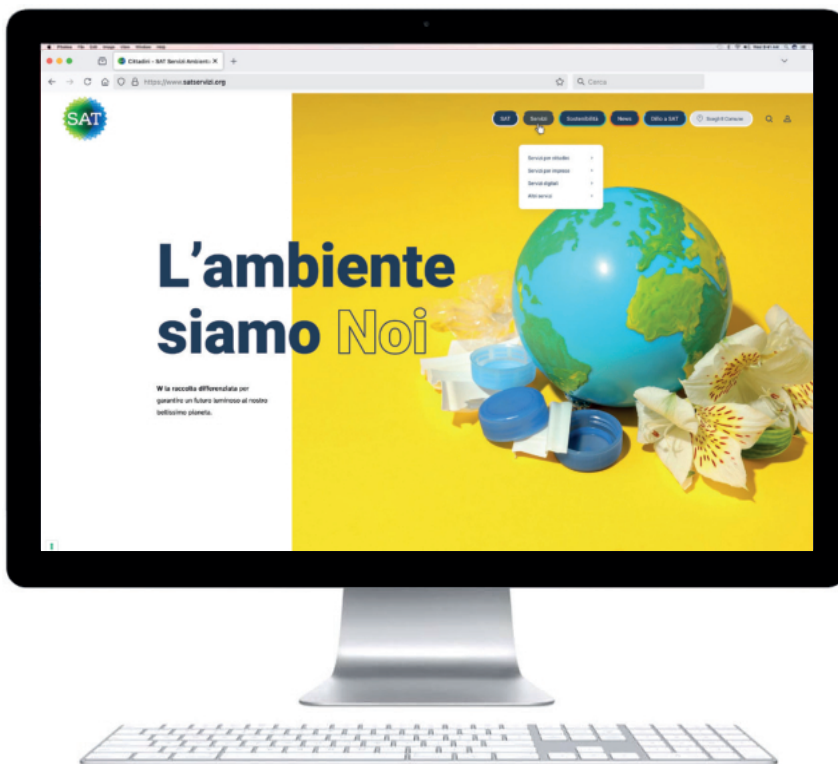 Cittadini - SAT Servizi Ambienta
https://www.satservizi.org
Cerca
SAT
SAT
Servizi
Sostenibilità
News
Dillo a SAT
Scegli il Comune
Servizi per cittadini
Servizi per imprese
Servizi digitali
Altri servizi
L'ambiente
siamo Noi
W la raccolta differenziata per
garantire un futuro luminoso al nostro
bellissimo pianeta.